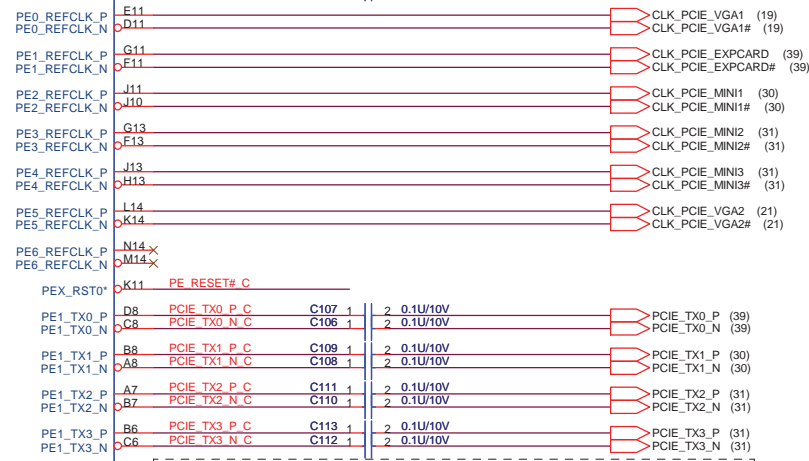 PE0_REFCLK_P E11 CLK_PCIE_VGA1 (19)
PE0_REFCLK_N D11 CLK_PCIE_VGA1# (19)
PE1_REFCLK_P G11 CLK_PCIE_EXPCARD (39)
PE1_REFCLK_N F11 CLK_PCIE_EXPCARD# (39)
PE2_REFCLK_P J11 CLK_PCIE_MINI1 (30)
PE2_REFCLK_N J10 CLK_PCIE_MINI1# (30)
PE3_REFCLK_P G13 CLK_PCIE_MINI2 (31)
PE3_REFCLK_N F13 CLK_PCIE_MINI2# (31)
PE4_REFCLK_P J13 CLK_PCIE_MINI3 (31)
PE4_REFCLK_N H13 CLK_PCIE_MINI3# (31)
PE5_REFCLK_P L14 CLK_PCIE_VGA2 (21)
PE5_REFCLK_N K14 CLK_PCIE_VGA2# (21)
PE6_REFCLK_P N14
PE6_REFCLK_N M14
PEX_RST0* K11 PE_RESET#_C
PE1_TX0_P D8 PCIE_TX0_P_C C107 1 2 0.1U/10V PCIE_TX0_P (39)
PE1_TX0_N C8 PCIE_TX0_N_C C106 1 2 0.1U/10V PCIE_TX0_N (39)
PE1_TX1_P B8 PCIE_TX1_P_C C109 1 2 0.1U/10V PCIE_TX1_P (30)
PE1_TX1_N A8 PCIE_TX1_N_C C108 1 2 0.1U/10V PCIE_TX1_N (30)
PE1_TX2_P A7 PCIE_TX2_P_C C111 1 2 0.1U/10V PCIE_TX2_P (31)
PE1_TX2_N B7 PCIE_TX2_N_C C110 1 2 0.1U/10V PCIE_TX2_N (31)
PE1_TX3_P B6 PCIE_TX3_P_C C113 1 2 0.1U/10V PCIE_TX3_P (31)
PE1_TX3_N C6 PCIE_TX3_N_C C112 1 2 0.1U/10V PCIE_TX3_N (31)